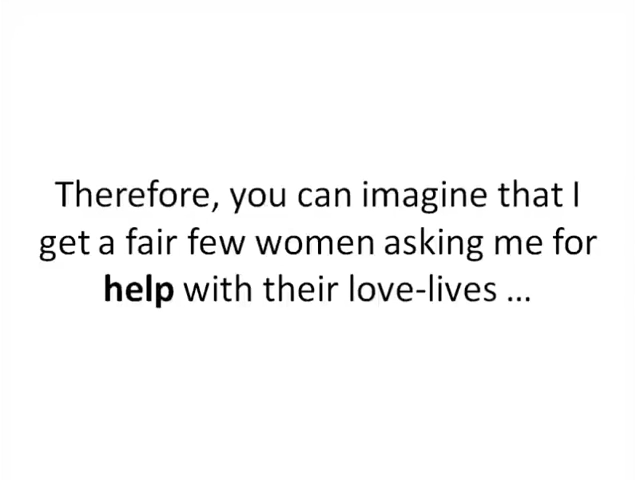 Therefore, you can imagine that I
get a fair few women asking me for
help with their love-lives ...